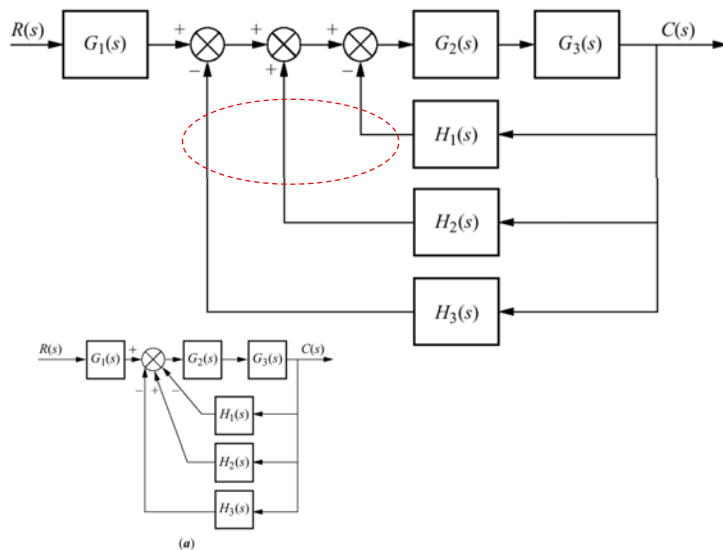 R(s) G₁(s) + + + G₂(s) G₃(s) C(s)
− + −
H₁(s)
H₂(s)
H₃(s)
R(s) G₁(s) + G₂(s) G₃(s) C(s)
− + −
H₁(s)
H₂(s)
H₃(s)
(a)